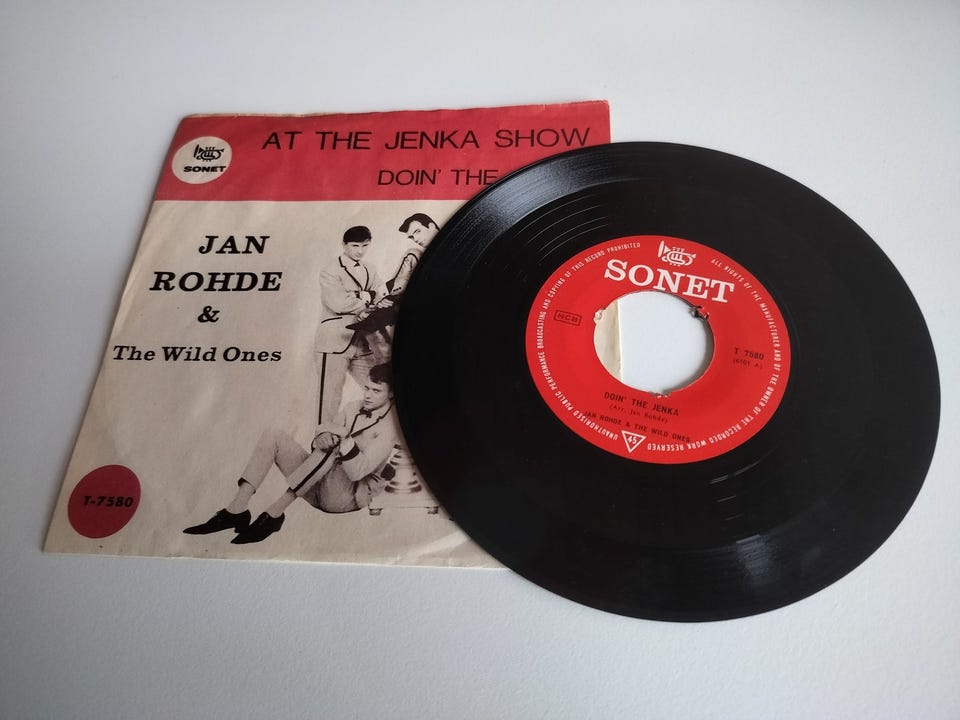 AT THE JENKA SHOW
DOIN' THE
SONET
JAN
ROHDE
&
The Wild Ones
T-7580
UNAUTHORISED PUBLIC PERFORMANCE BROADCASTING AND COPYING OF THIS RECORD PROHIBITED
ALL RIGHTS OF THE MANUFACTURER AND OF THE OWNER OF THE RECORDED WORK RESERVED
SONET
NCB
T 7580
(6101 A)
DOIN' THE JENKA
(Arr. Jan Rohde)
JAN ROHDE & THE WILD ONES
45